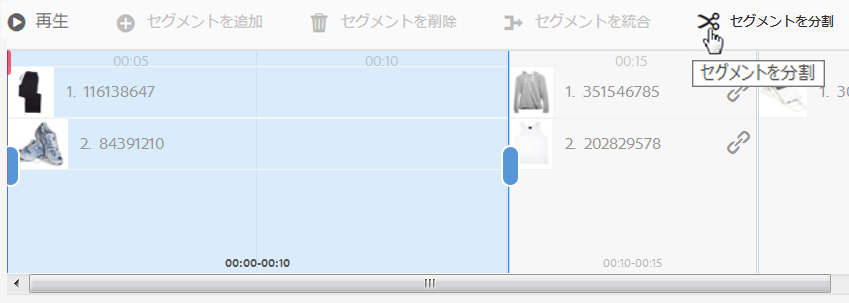 再生 セグメントを追加 セグメントを削除 セグメントを統合 セグメントを分割
セグメントを分割
00:05 00:10 00:15
1. 116138647 1. 351546785 1.
2. 84391210 2. 202829578
00:00-00:10 00:10-00:15